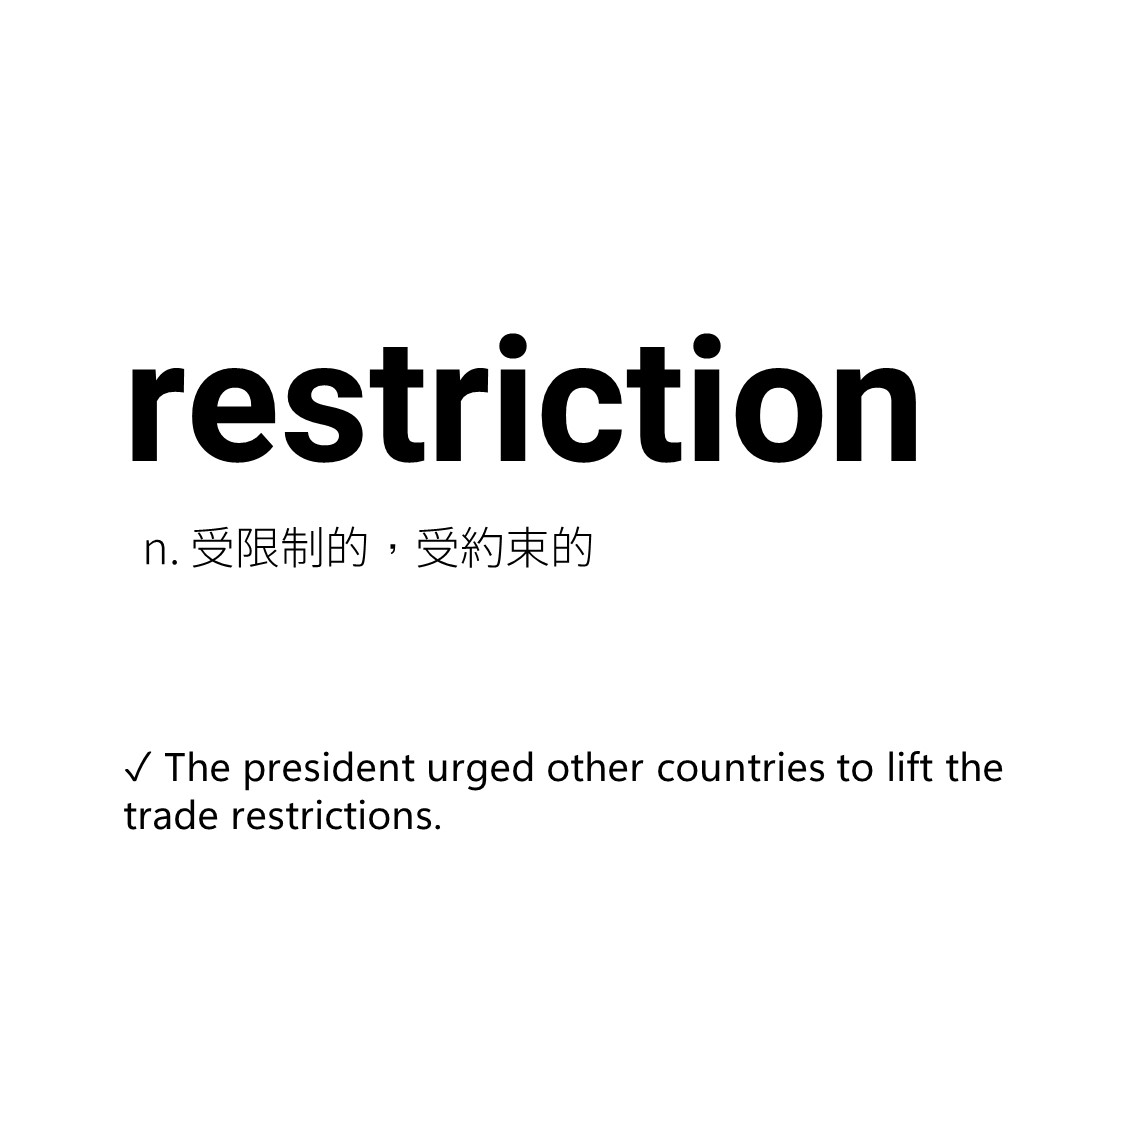 restriction
n. 受限制的，受約束的
✓ The president urged other countries to lift the
trade restrictions.